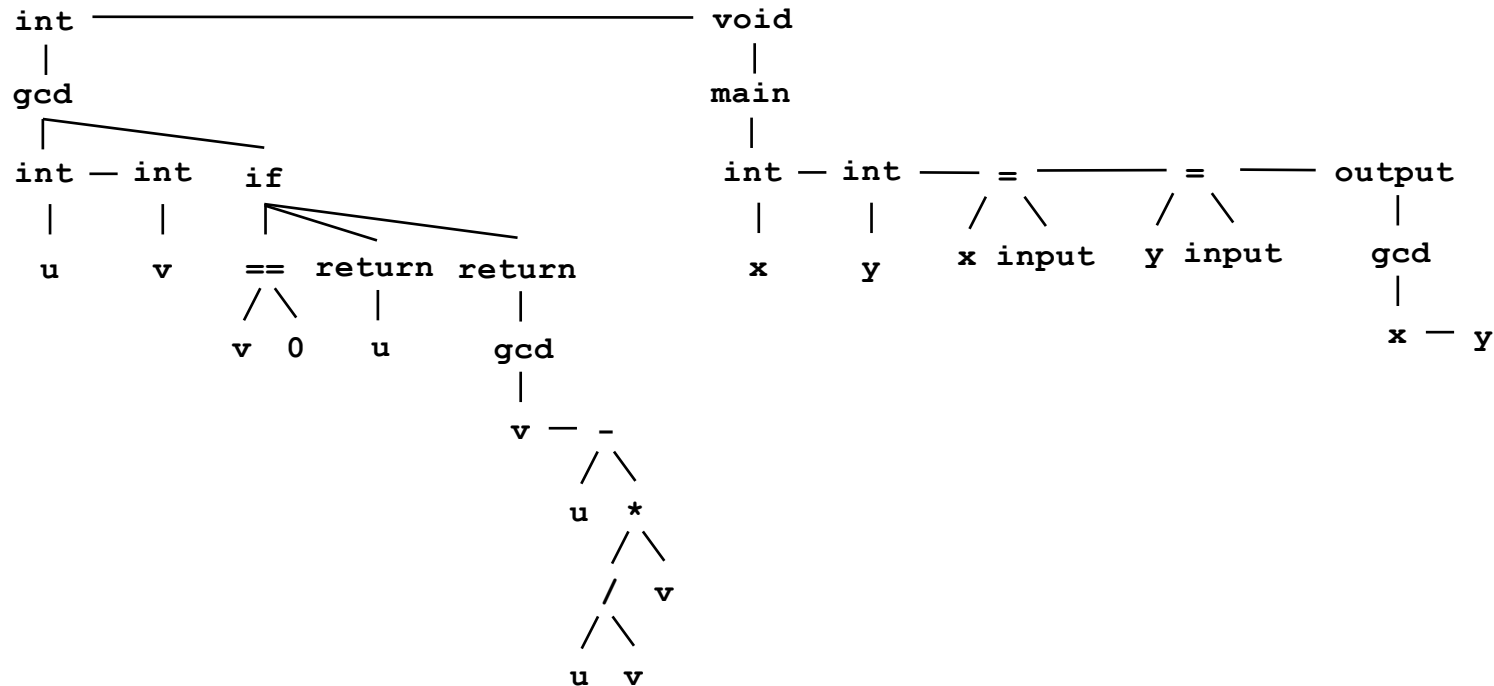 int void
gcd main
int int if int int = = output
u v == return return x y x input y input gcd
v 0 u gcd x y
v -
u *
/ v
u v